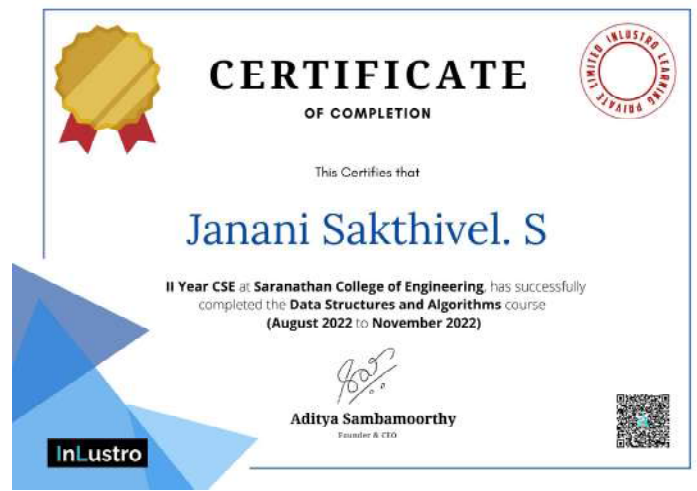 CERTIFICATE
OF COMPLETION
INLUSTRO LEARNING PRIVATE LIMITED
This Certifies that
Janani Sakthivel. S
II Year CSE at Saranathan College of Engineering, has successfully
completed the Data Structures and Algorithms course
(August 2022 to November 2022)
Aditya Sambamoorthy
Founder & CEO
InLustro